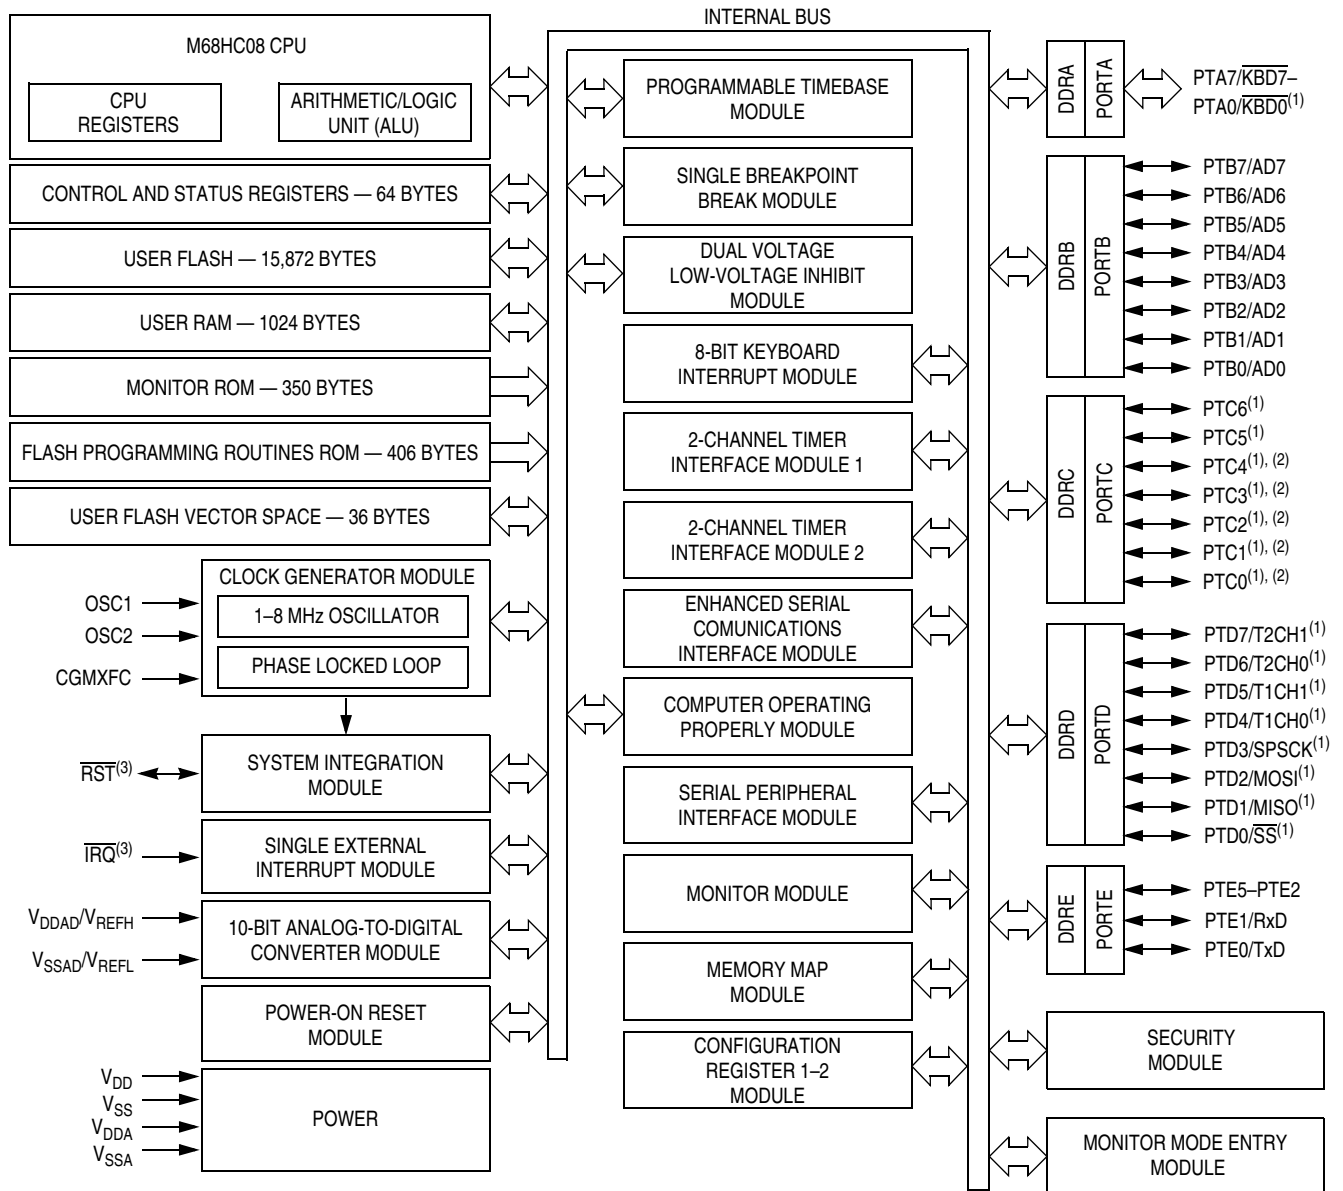 INTERNAL BUS
M68HC08 CPU
CPU
REGISTERS
ARITHMETIC/LOGIC
UNIT (ALU)
CONTROL AND STATUS REGISTERS — 64 BYTES
USER FLASH — 15,872 BYTES
USER RAM — 1024 BYTES
MONITOR ROM — 350 BYTES
FLASH PROGRAMMING ROUTINES ROM — 406 BYTES
USER FLASH VECTOR SPACE — 36 BYTES
CLOCK GENERATOR MODULE
1–8 MHz OSCILLATOR
PHASE LOCKED LOOP
OSC1
OSC2
CGMXFC
SYSTEM INTEGRATION
MODULE
R̅S̅T̅(3)
SINGLE EXTERNAL
INTERRUPT MODULE
I̅R̅Q̅(3)
10-BIT ANALOG-TO-DIGITAL
CONVERTER MODULE
VDDAD/VREFH
VSSAD/VREFL
POWER-ON RESET
MODULE
POWER
VDD
VSS
VDDA
VSSA
PROGRAMMABLE TIMEBASE
MODULE
SINGLE BREAKPOINT
BREAK MODULE
DUAL VOLTAGE
LOW-VOLTAGE INHIBIT
MODULE
8-BIT KEYBOARD
INTERRUPT MODULE
2-CHANNEL TIMER
INTERFACE MODULE 1
2-CHANNEL TIMER
INTERFACE MODULE 2
ENHANCED SERIAL
COMUNICATIONS
INTERFACE MODULE
COMPUTER OPERATING
PROPERLY MODULE
SERIAL PERIPHERAL
INTERFACE MODULE
MONITOR MODULE
MEMORY MAP
MODULE
CONFIGURATION
REGISTER 1–2
MODULE
DDRA
PORTA
PTA7/K̅B̅D̅7̅–
PTA0/K̅B̅D̅0̅(1)
DDRB
PORTB
PTB7/AD7
PTB6/AD6
PTB5/AD5
PTB4/AD4
PTB3/AD3
PTB2/AD2
PTB1/AD1
PTB0/AD0
DDRC
PORTC
PTC6(1)
PTC5(1)
PTC4(1), (2)
PTC3(1), (2)
PTC2(1), (2)
PTC1(1), (2)
PTC0(1), (2)
DDRD
PORTD
PTD7/T2CH1(1)
PTD6/T2CH0(1)
PTD5/T1CH1(1)
PTD4/T1CH0(1)
PTD3/SPSCK(1)
PTD2/MOSI(1)
PTD1/MISO(1)
PTD0/S̅S̅(1)
DDRE
PORTE
PTE5–PTE2
PTE1/RxD
PTE0/TxD
SECURITY
MODULE
MONITOR MODE ENTRY
MODULE